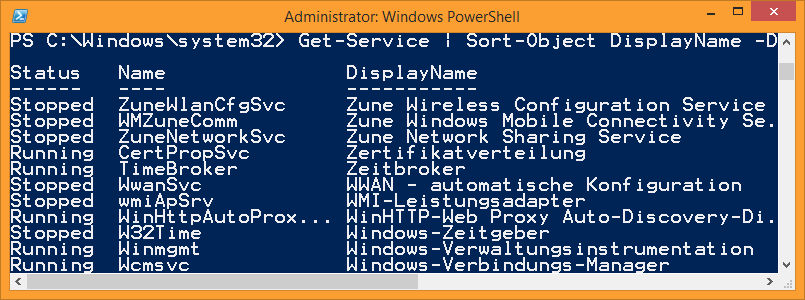 Administrator: Windows PowerShell
PS C:\Windows\system32> Get-Service | Sort-Object DisplayName -D
Status Name DisplayName
------ ---- -----------
Stopped ZuneWlanCfgSvc Zune Wireless Configuration Service
Stopped WMZuneComm Zune Windows Mobile Connectivity Se.
Stopped ZuneNetworkSvc Zune Network Sharing Service
Running CertPropSvc Zertifikatverteilung
Running TimeBroker Zeitbroker
Stopped WwanSvc WWAN - automatische Konfiguration
Stopped wmiApSrv WMI-Leistungsadapter
Running WinHttpAutoProx... WinHTTP-Web Proxy Auto-Discovery-Di.
Stopped W32Time Windows-Zeitgeber
Running Winmgmt Windows-Verwaltungsinstrumentation
Running Wcmsvc Windows-Verbindungs-Manager